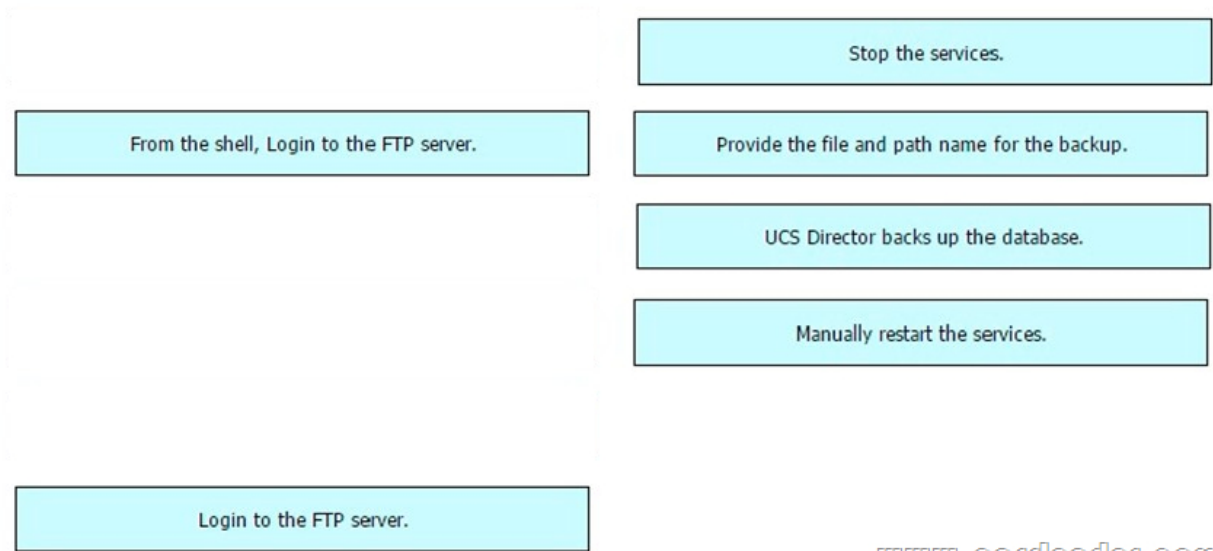 Stop the services.
From the shell, Login to the FTP server.
Provide the file and path name for the backup.
UCS Director backs up the database.
Manually restart the services.
Login to the FTP server.